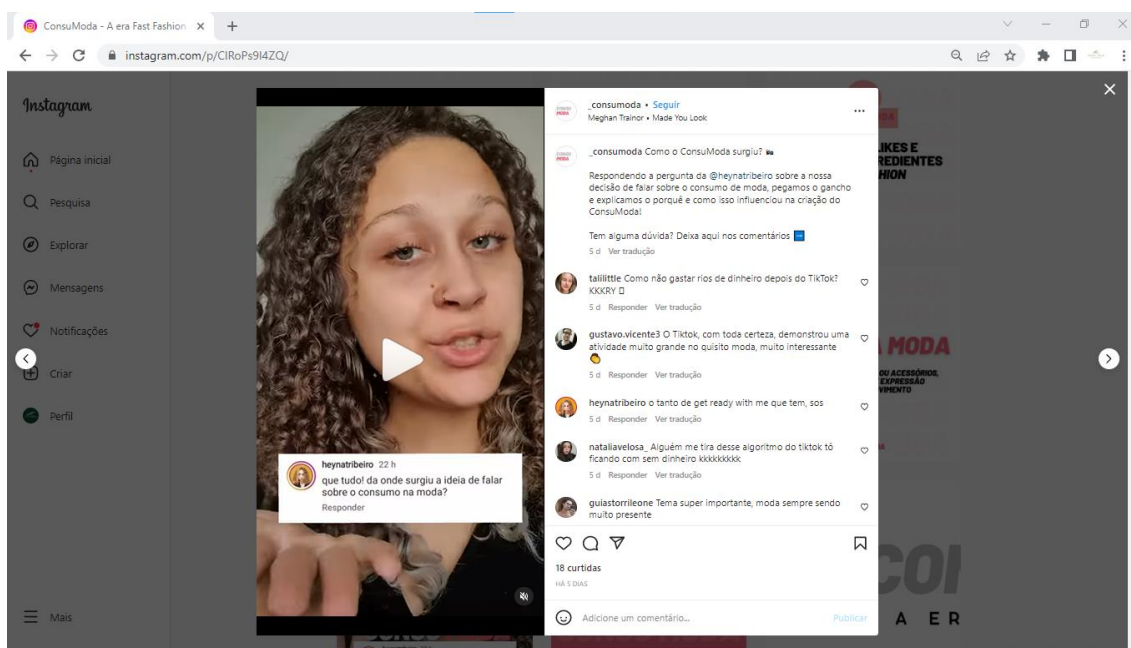 ConsuModa - A era Fast Fashion
instagram.com/p/ClRoPs9I4ZQ/
Instagram
Página inicial
Pesquisa
Explorar
Mensagens
Notificações
Criar
Perfil
Mais
heynatribeiro 22 h
que tudo! da onde surgiu a ideia de falar
sobre o consumo na moda?
Responder
_consumoda • Seguir
Meghan Trainor • Made You Look
_consumoda Como o ConsuModa surgiu?
Respondendo a pergunta da @heynatribeiro sobre a nossa
decisão de falar sobre o consumo de moda, pegamos o gancho
e explicamos o porquê e como isso influenciou na criação do
ConsuModa!
Tem alguma dúvida? Deixa aqui nos comentários
5 d Ver tradução
talilittle Como não gastar rios de dinheiro depois do TikTok?
KKKRY
5 d Responder Ver tradução
gustavo.vicente3 O Tiktok, com toda certeza, demonstrou uma
atividade muito grande no quisito moda, muito interessante
5 d Responder Ver tradução
heynatribeiro o tanto de get ready with me que tem, sos
5 d Responder Ver tradução
nataliavelosa_ Alguém me tira desse algoritmo do tiktok tô
ficando com sem dinheiro kkkkkkkkk
5 d Responder Ver tradução
guiastorrileone Tema super importante, moda sempre sendo
muito presente
18 curtidas
HÁ 5 DIAS
Adicione um comentário...
Publicar
IKES E
REDIENTES
HION
MODA
OU ACESSÓRIOS,
EXPRESSÃO
VIMENTO
A E R